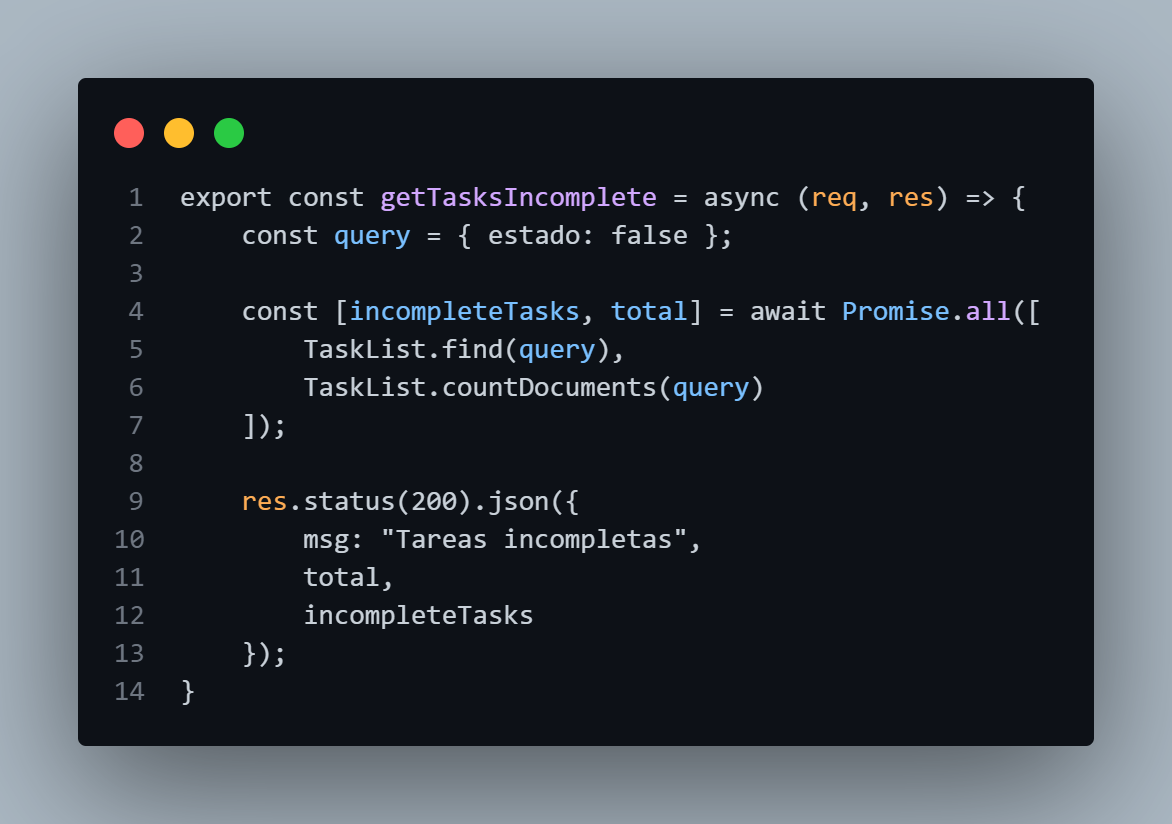 1 export const getTasksIncomplete = async (req, res) => {
2     const query = { estado: false };
3
4     const [incompleteTasks, total] = await Promise.all([
5         TaskList.find(query),
6         TaskList.countDocuments(query)
7     ]);
8
9     res.status(200).json({
10         msg: "Tareas incompletas",
11         total,
12         incompleteTasks
13     });
14 }